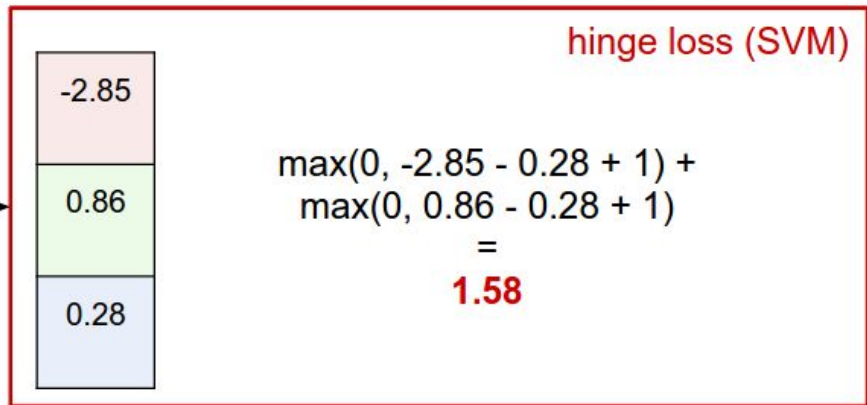 hinge loss (SVM)
-2.85
0.86
0.28
max(0, -2.85 - 0.28 + 1) +
max(0, 0.86 - 0.28 + 1)
=
1.58